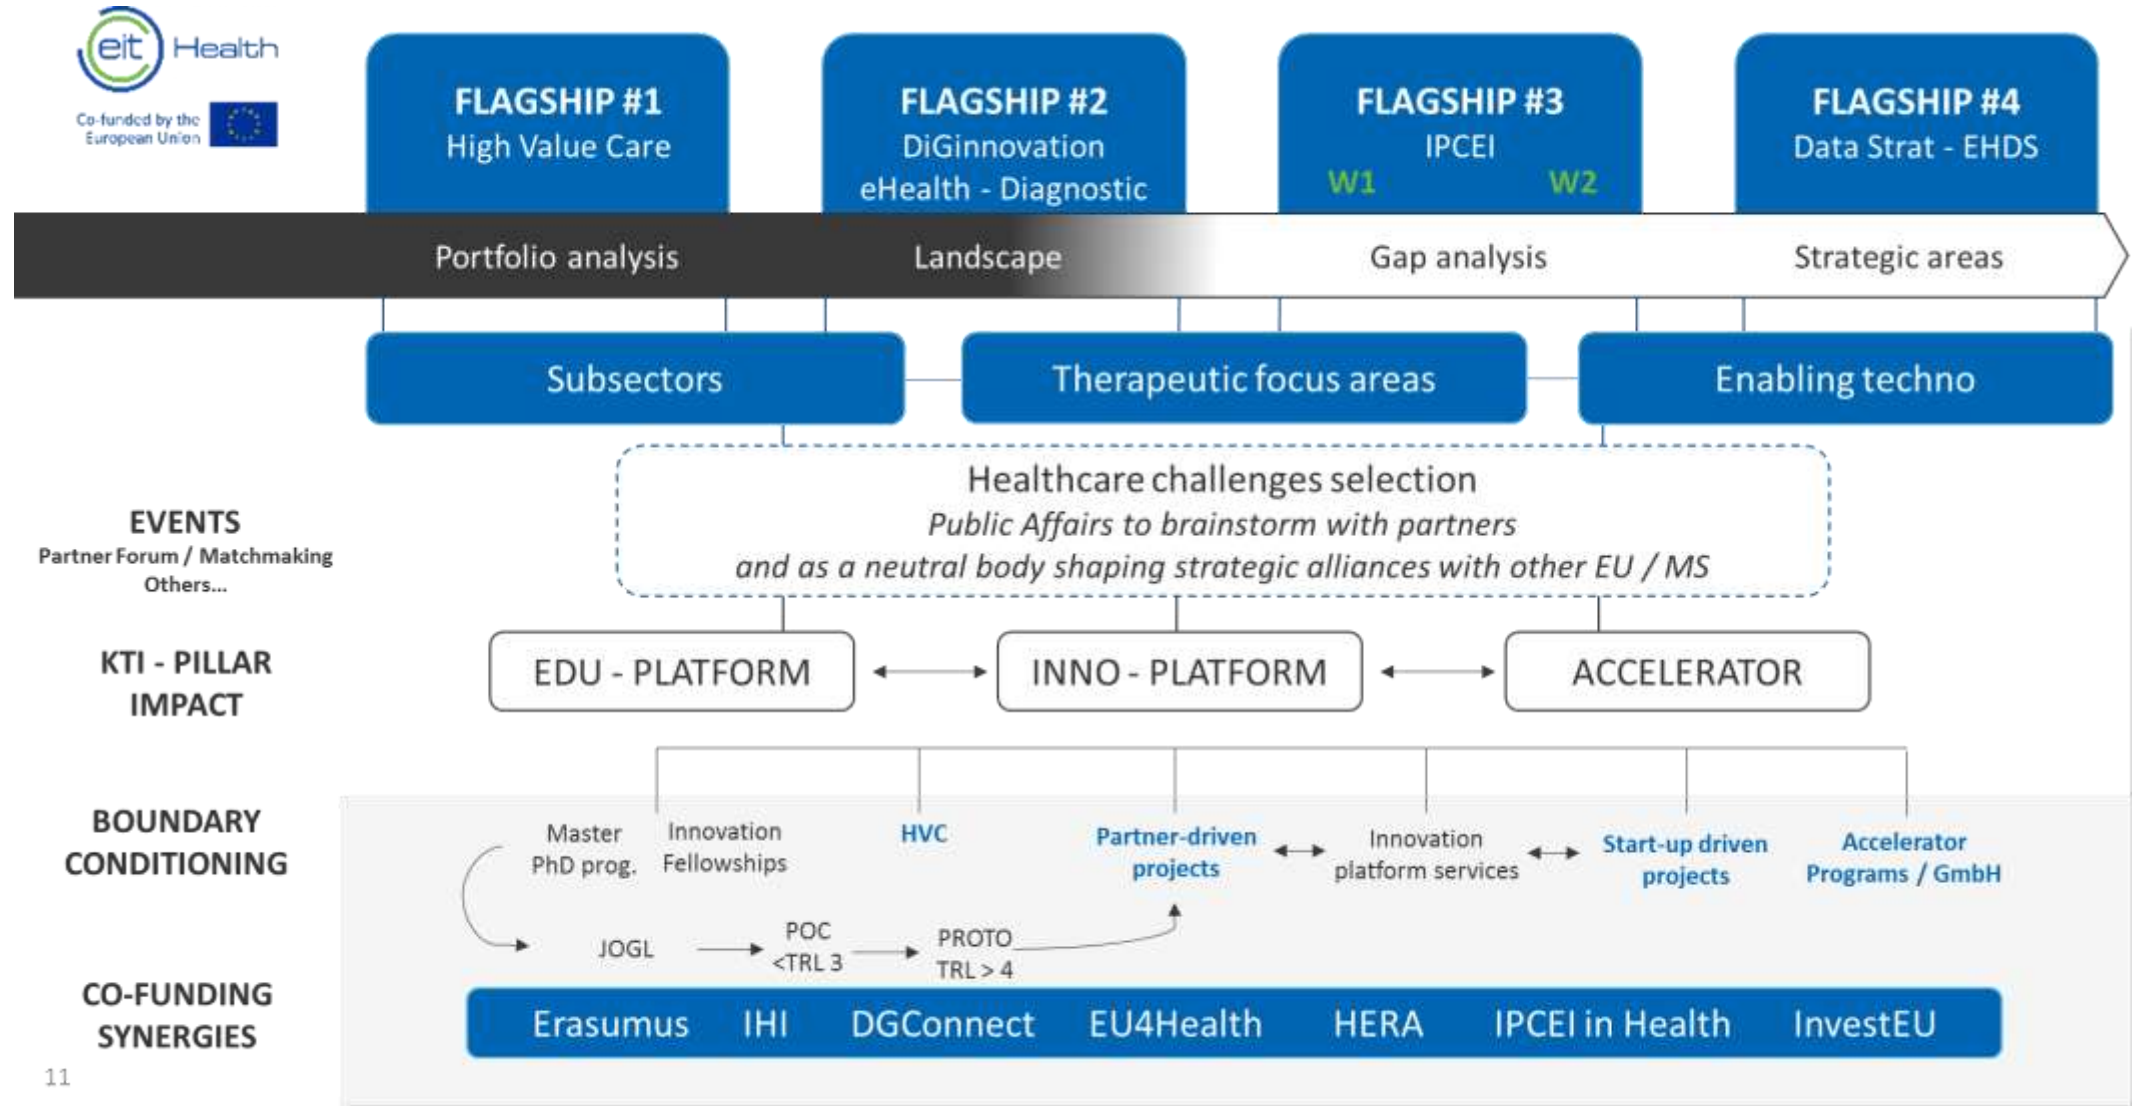 eit Health
Co-funded by the
European Union
FLAGSHIP #1
High Value Care
FLAGSHIP #2
DiGinnovation
eHealth - Diagnostic
FLAGSHIP #3
IPCEI
W1 W2
FLAGSHIP #4
Data Strat - EHDS
Portfolio analysis
Landscape
Gap analysis
Strategic areas
Subsectors
Therapeutic focus areas
Enabling techno
EVENTS
Partner Forum / Matchmaking
Others...
Healthcare challenges selection
Public Affairs to brainstorm with partners
and as a neutral body shaping strategic alliances with other EU / MS
KTI - PILLAR
IMPACT
EDU - PLATFORM
INNO - PLATFORM
ACCELERATOR
BOUNDARY
CONDITIONING
Master
PhD prog.
Innovation
Fellowships
HVC
Partner-driven
projects
Innovation
platform services
Start-up driven
projects
Accelerator
Programs / GmbH
JOGL
POC
<TRL 3
PROTO
TRL > 4
CO-FUNDING
SYNERGIES
Erasumus
IHI
DGConnect
EU4Health
HERA
IPCEI in Health
InvestEU
11